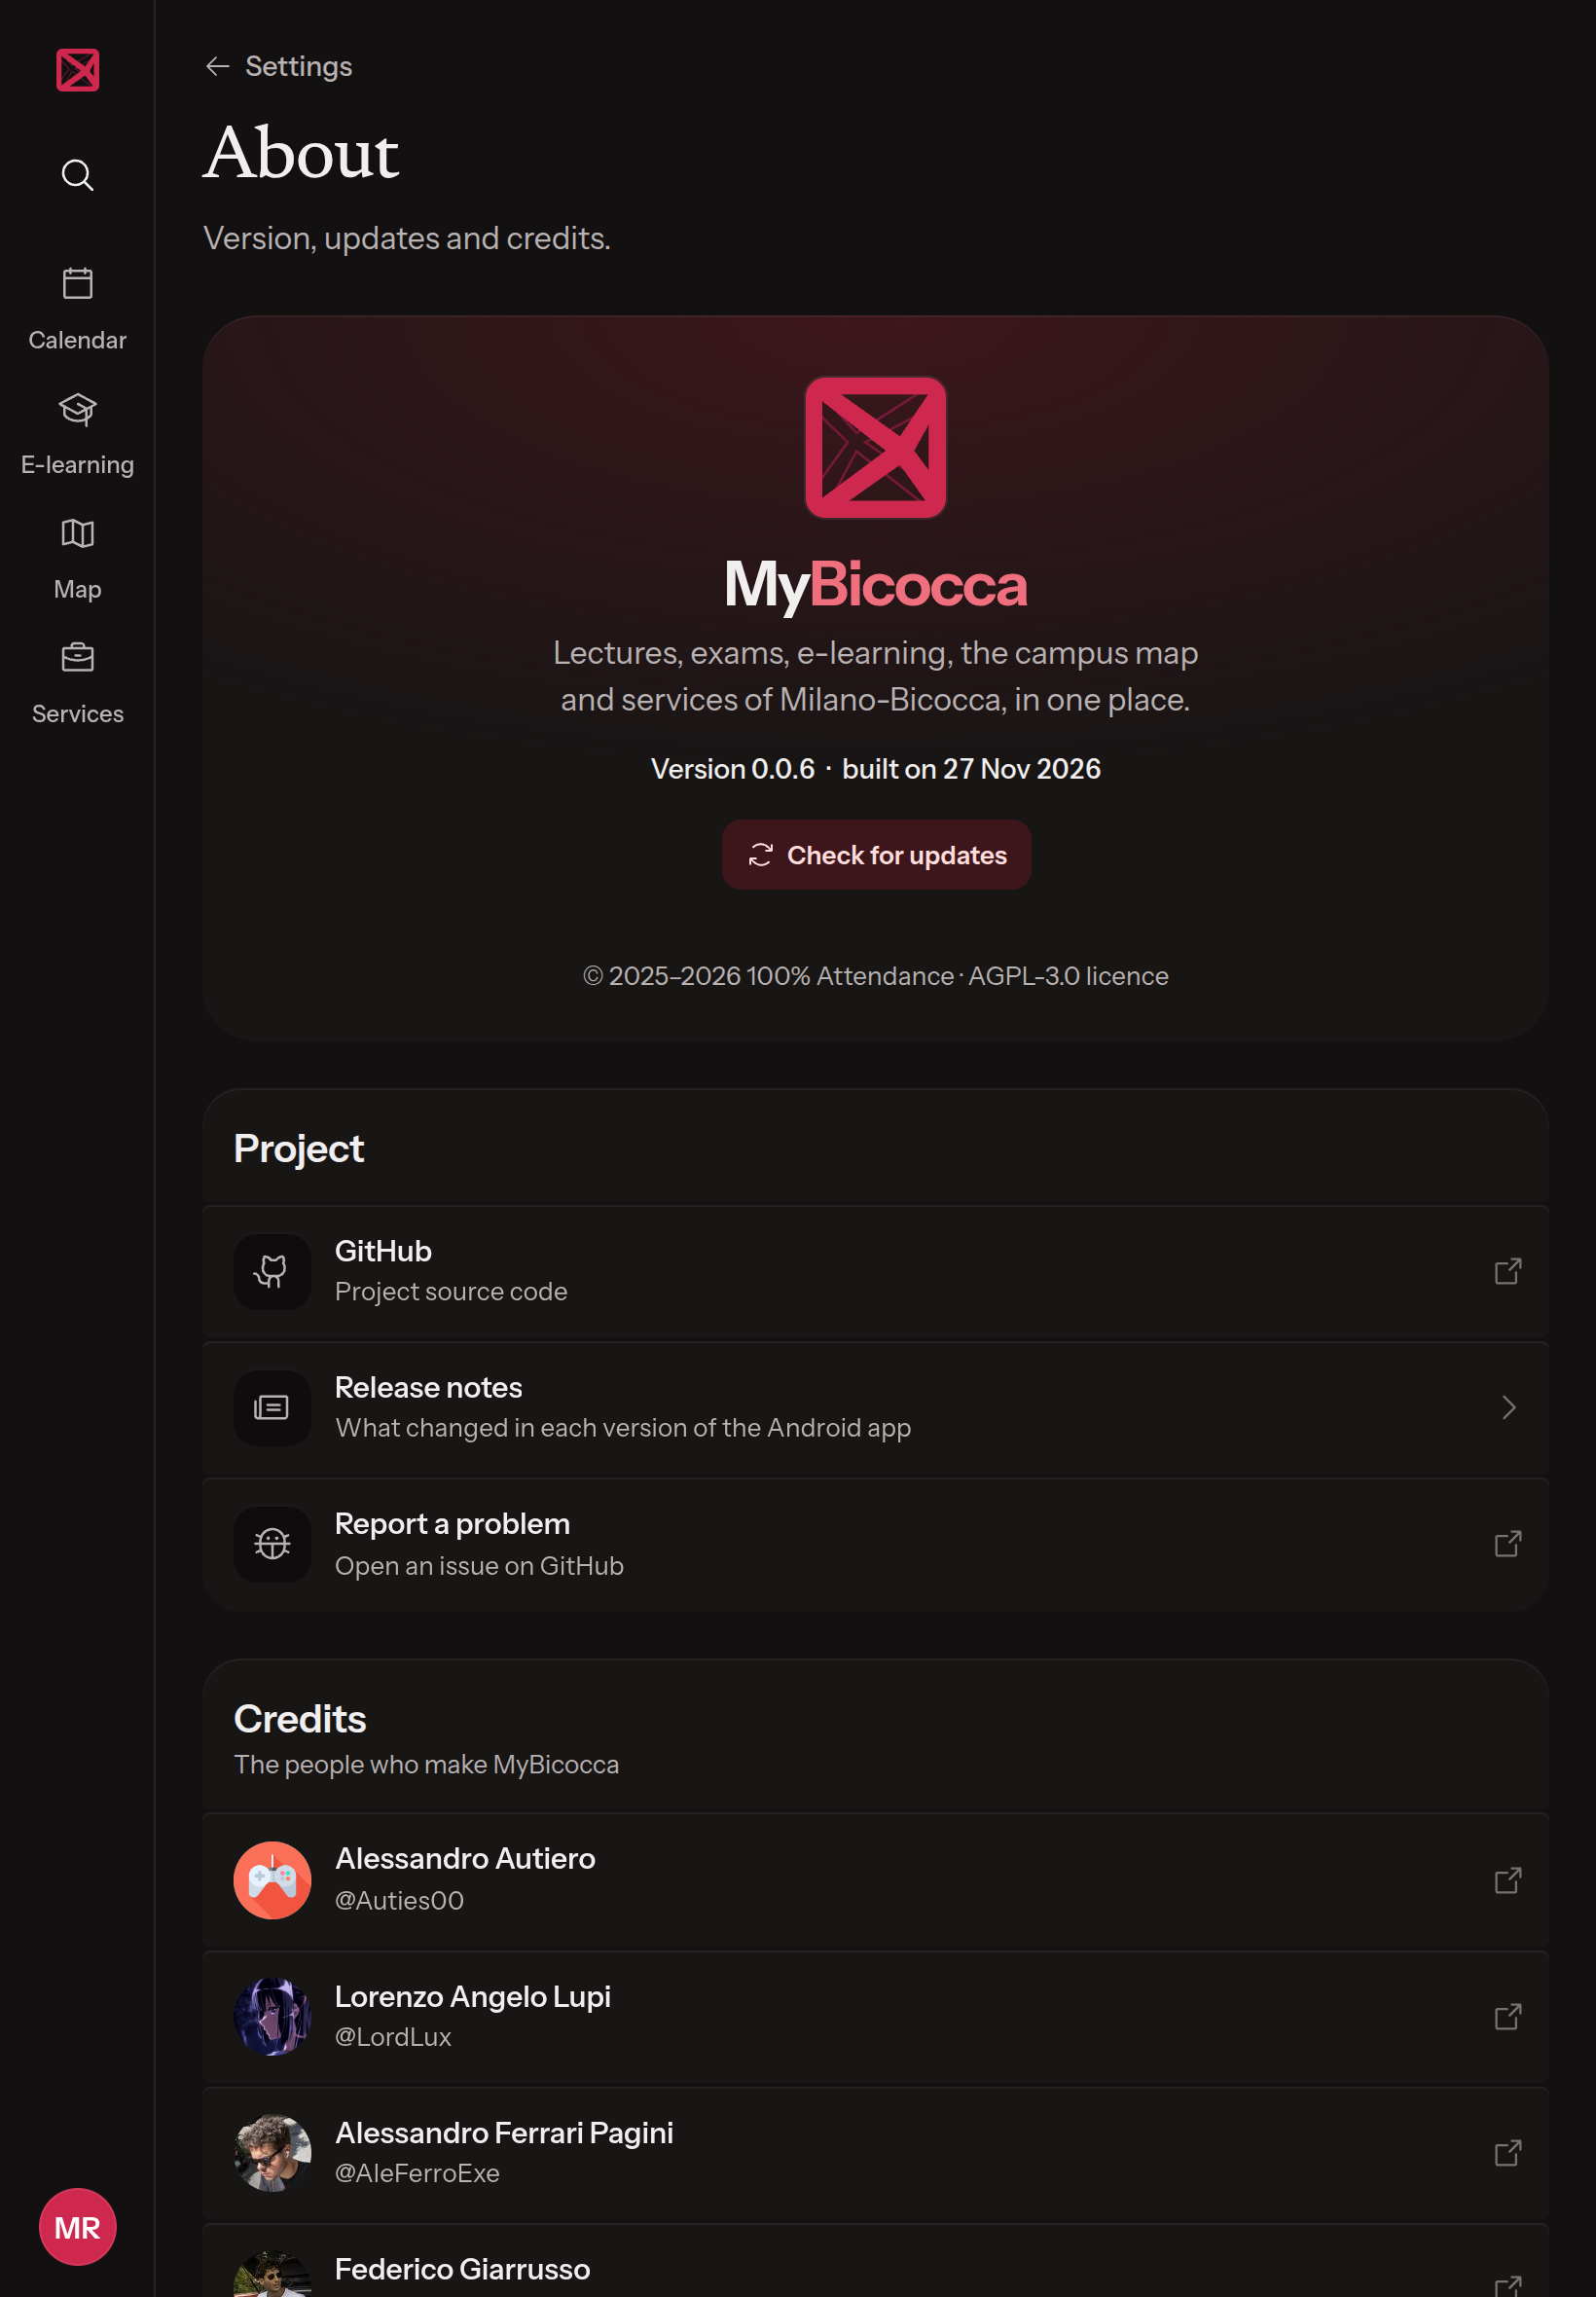 Settings
About
Version, updates and credits.
Calendar
E-learning
Map
Services
MR
MyBicocca
Lectures, exams, e-learning, the campus map
and services of Milano-Bicocca, in one place.
Version 0.0.6 · built on 27 Nov 2026
Check for updates
© 2025–2026 100% Attendance · AGPL-3.0 licence
Project
GitHub
Project source code
Release notes
What changed in each version of the Android app
Report a problem
Open an issue on GitHub
Credits
The people who make MyBicocca
Alessandro Autiero
@Auties00
Lorenzo Angelo Lupi
@LordLux
Alessandro Ferrari Pagini
@AleFerroExe
Federico Giarrusso